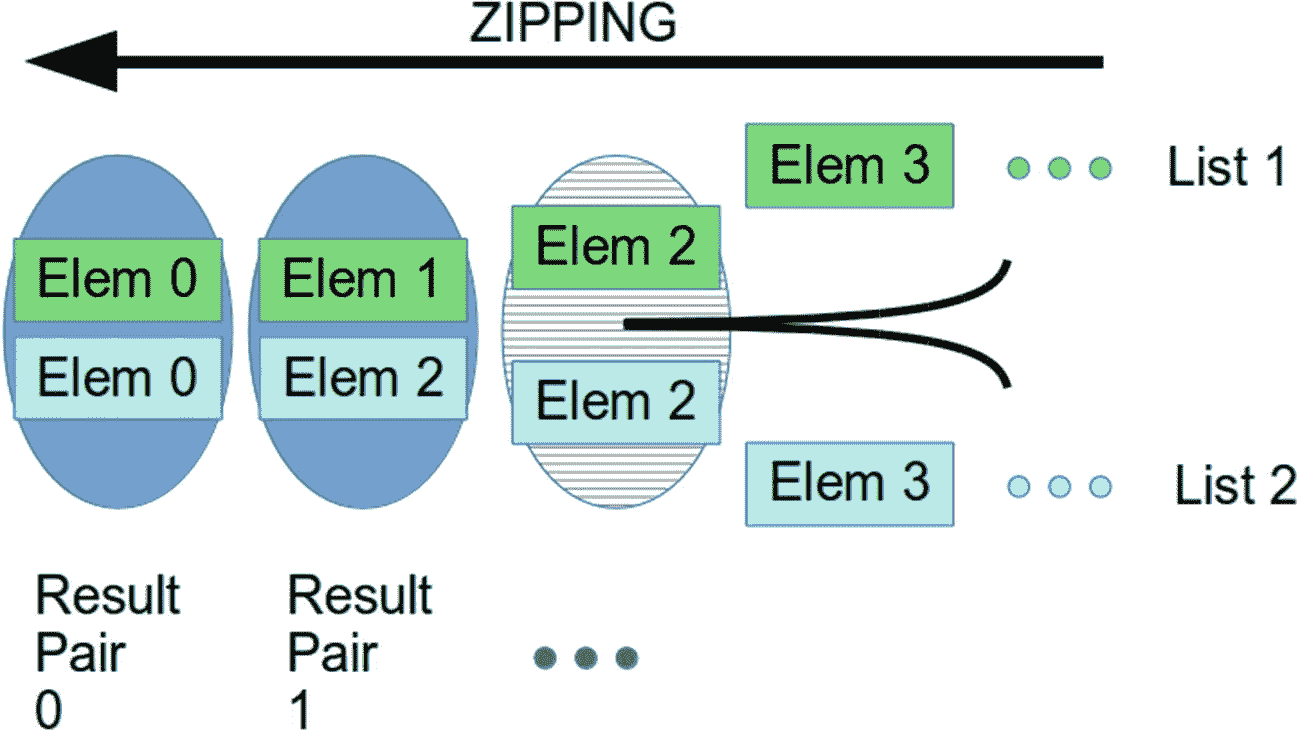 ZIPPING
Elem 3
List 1
Elem 2
Elem 0
Elem 1
Elem 0
Elem 2
Elem 2
Elem 3
List 2
Result
Pair
0
Result
Pair
1